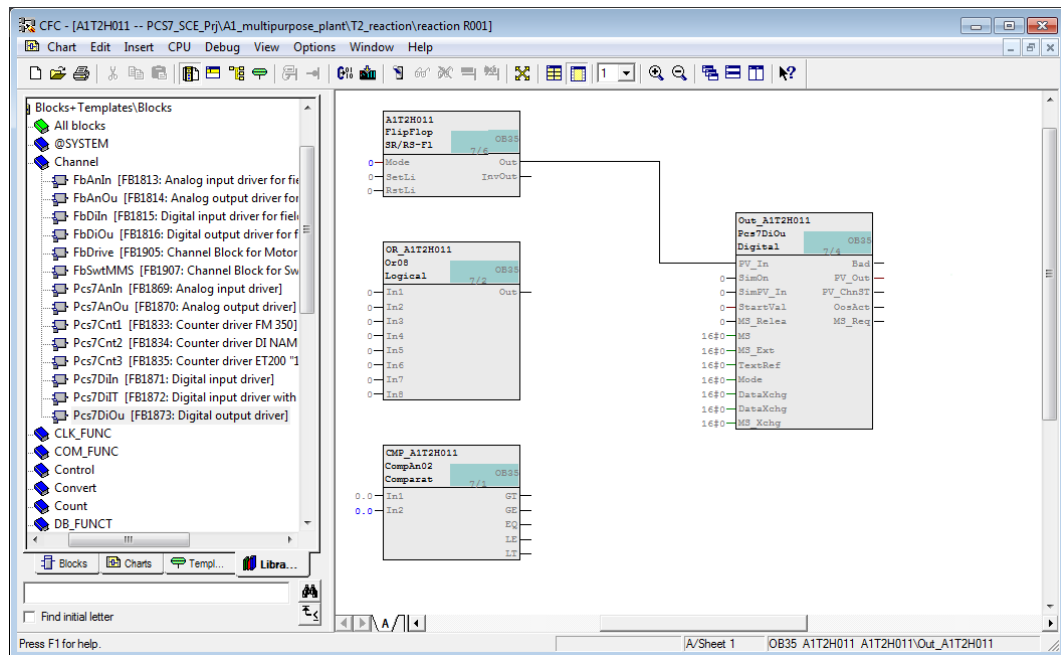 CFC - [A1T2H011 -- PCS7_SCE_Prj\A1_multipurpose_plant\T2_reaction\reaction R001]
Chart Edit Insert CPU Debug View Options Window Help
1
Blocks+Templates\Blocks
All blocks
@SYSTEM
Channel
FbAnIn [FB1813: Analog input driver for fie
FbAnOu [FB1814: Analog output driver for
FbDiIn [FB1815: Digital input driver for field
FbDiOu [FB1816: Digital output driver for f
FbDrive [FB1905: Channel Block for Motor
FbSwtMMS [FB1907: Channel Block for Sw
Pcs7AnIn [FB1869: Analog input driver]
Pcs7AnOu [FB1870: Analog output driver]
Pcs7Cnt1 [FB1833: Counter driver FM 350]
Pcs7Cnt2 [FB1834: Counter driver DI NAM
Pcs7Cnt3 [FB1835: Counter driver ET200 "1
Pcs7DiIn [FB1871: Digital input driver]
Pcs7DiIT [FB1872: Digital input driver with
Pcs7DiOu [FB1873: Digital output driver]
CLK_FUNC
COM_FUNC
Control
Convert
Count
DB_FUNCT
Blocks Charts Templ... Libra...
Find initial letter
A1T2H011
FlipFlop OB35
SR/RS-Fl 7/6
0 Mode Out
0 SetLi InvOut
0 RstLi
OR_A1T2H011
Or08 OB35
Logical 7/2
0 In1 Out
0 In2
0 In3
0 In4
0 In5
0 In6
0 In7
0 In8
CMP_A1T2H011
CompAn02 OB35
Comparat 7/1
0.0 In1 GT
0.0 In2 GE
EQ
LE
LT
Out_A1T2H011
Pcs7DiOu OB35
Digital 7/4
PV_In Bad
0 SimOn PV_Out
0 SimPV_In PV_ChnST
0 StartVal OosAct
0 MS_Relea MS_Req
16#0 MS
16#0 MS_Ext
16#0 TextRef
16#0 Mode
16#0 DataXchg
16#0 DataXchg
16#0 MS_Xchg
A
Press F1 for help. A/Sheet 1 OB35 A1T2H011 A1T2H011\Out_A1T2H011